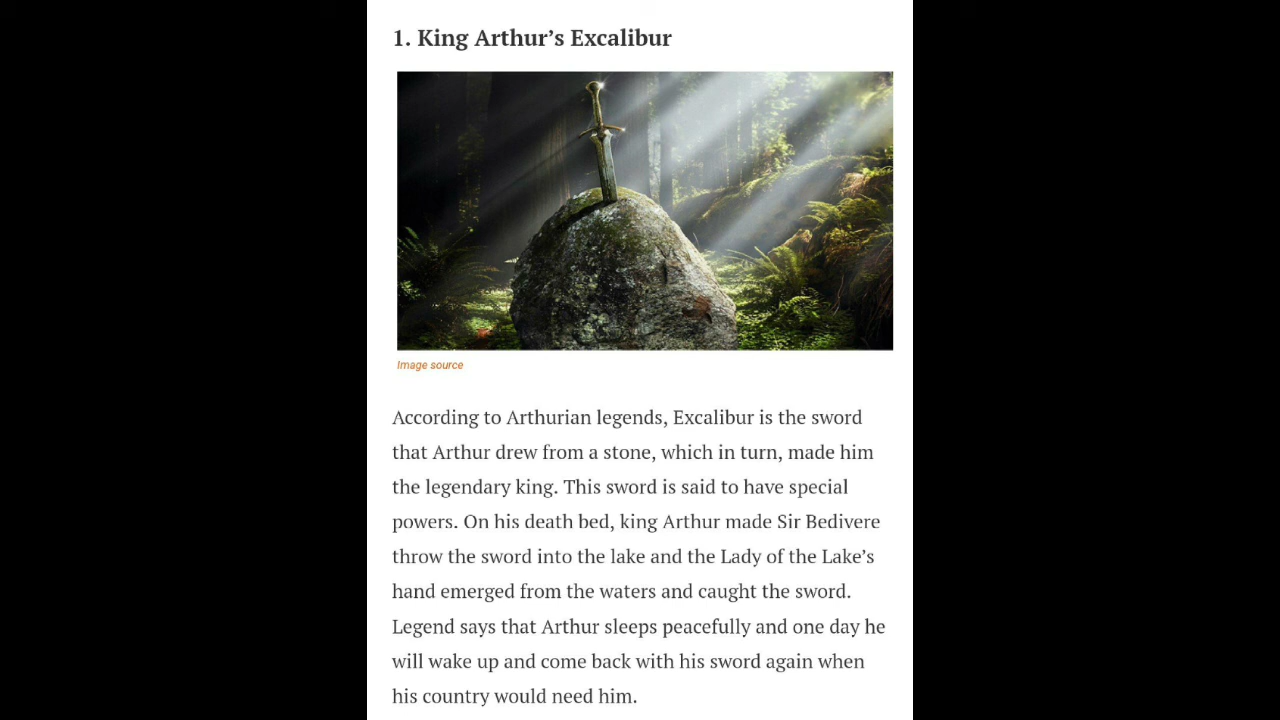 1. King Arthur’s Excalibur
Image source
According to Arthurian legends, Excalibur is the sword
that Arthur drew from a stone, which in turn, made him
the legendary king. This sword is said to have special
powers. On his death bed, king Arthur made Sir Bedivere
throw the sword into the lake and the Lady of the Lake’s
hand emerged from the waters and caught the sword.
Legend says that Arthur sleeps peacefully and one day he
will wake up and come back with his sword again when
his country would need him.